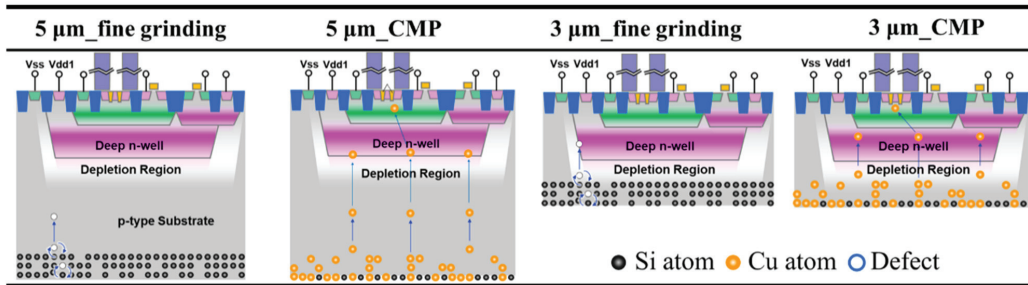 5 μm_fine grinding
5 μm_CMP
3 μm_fine grinding
3 μm_CMP
Vss Vdd1
Vss Vdd1
Vss Vdd1
Vss Vdd1
Deep n-well
Deep n-well
Deep n-well
Deep n-well
Depletion Region
Depletion Region
Depletion Region
Depletion Region
p-type Substrate
Si atom
Cu atom
Defect